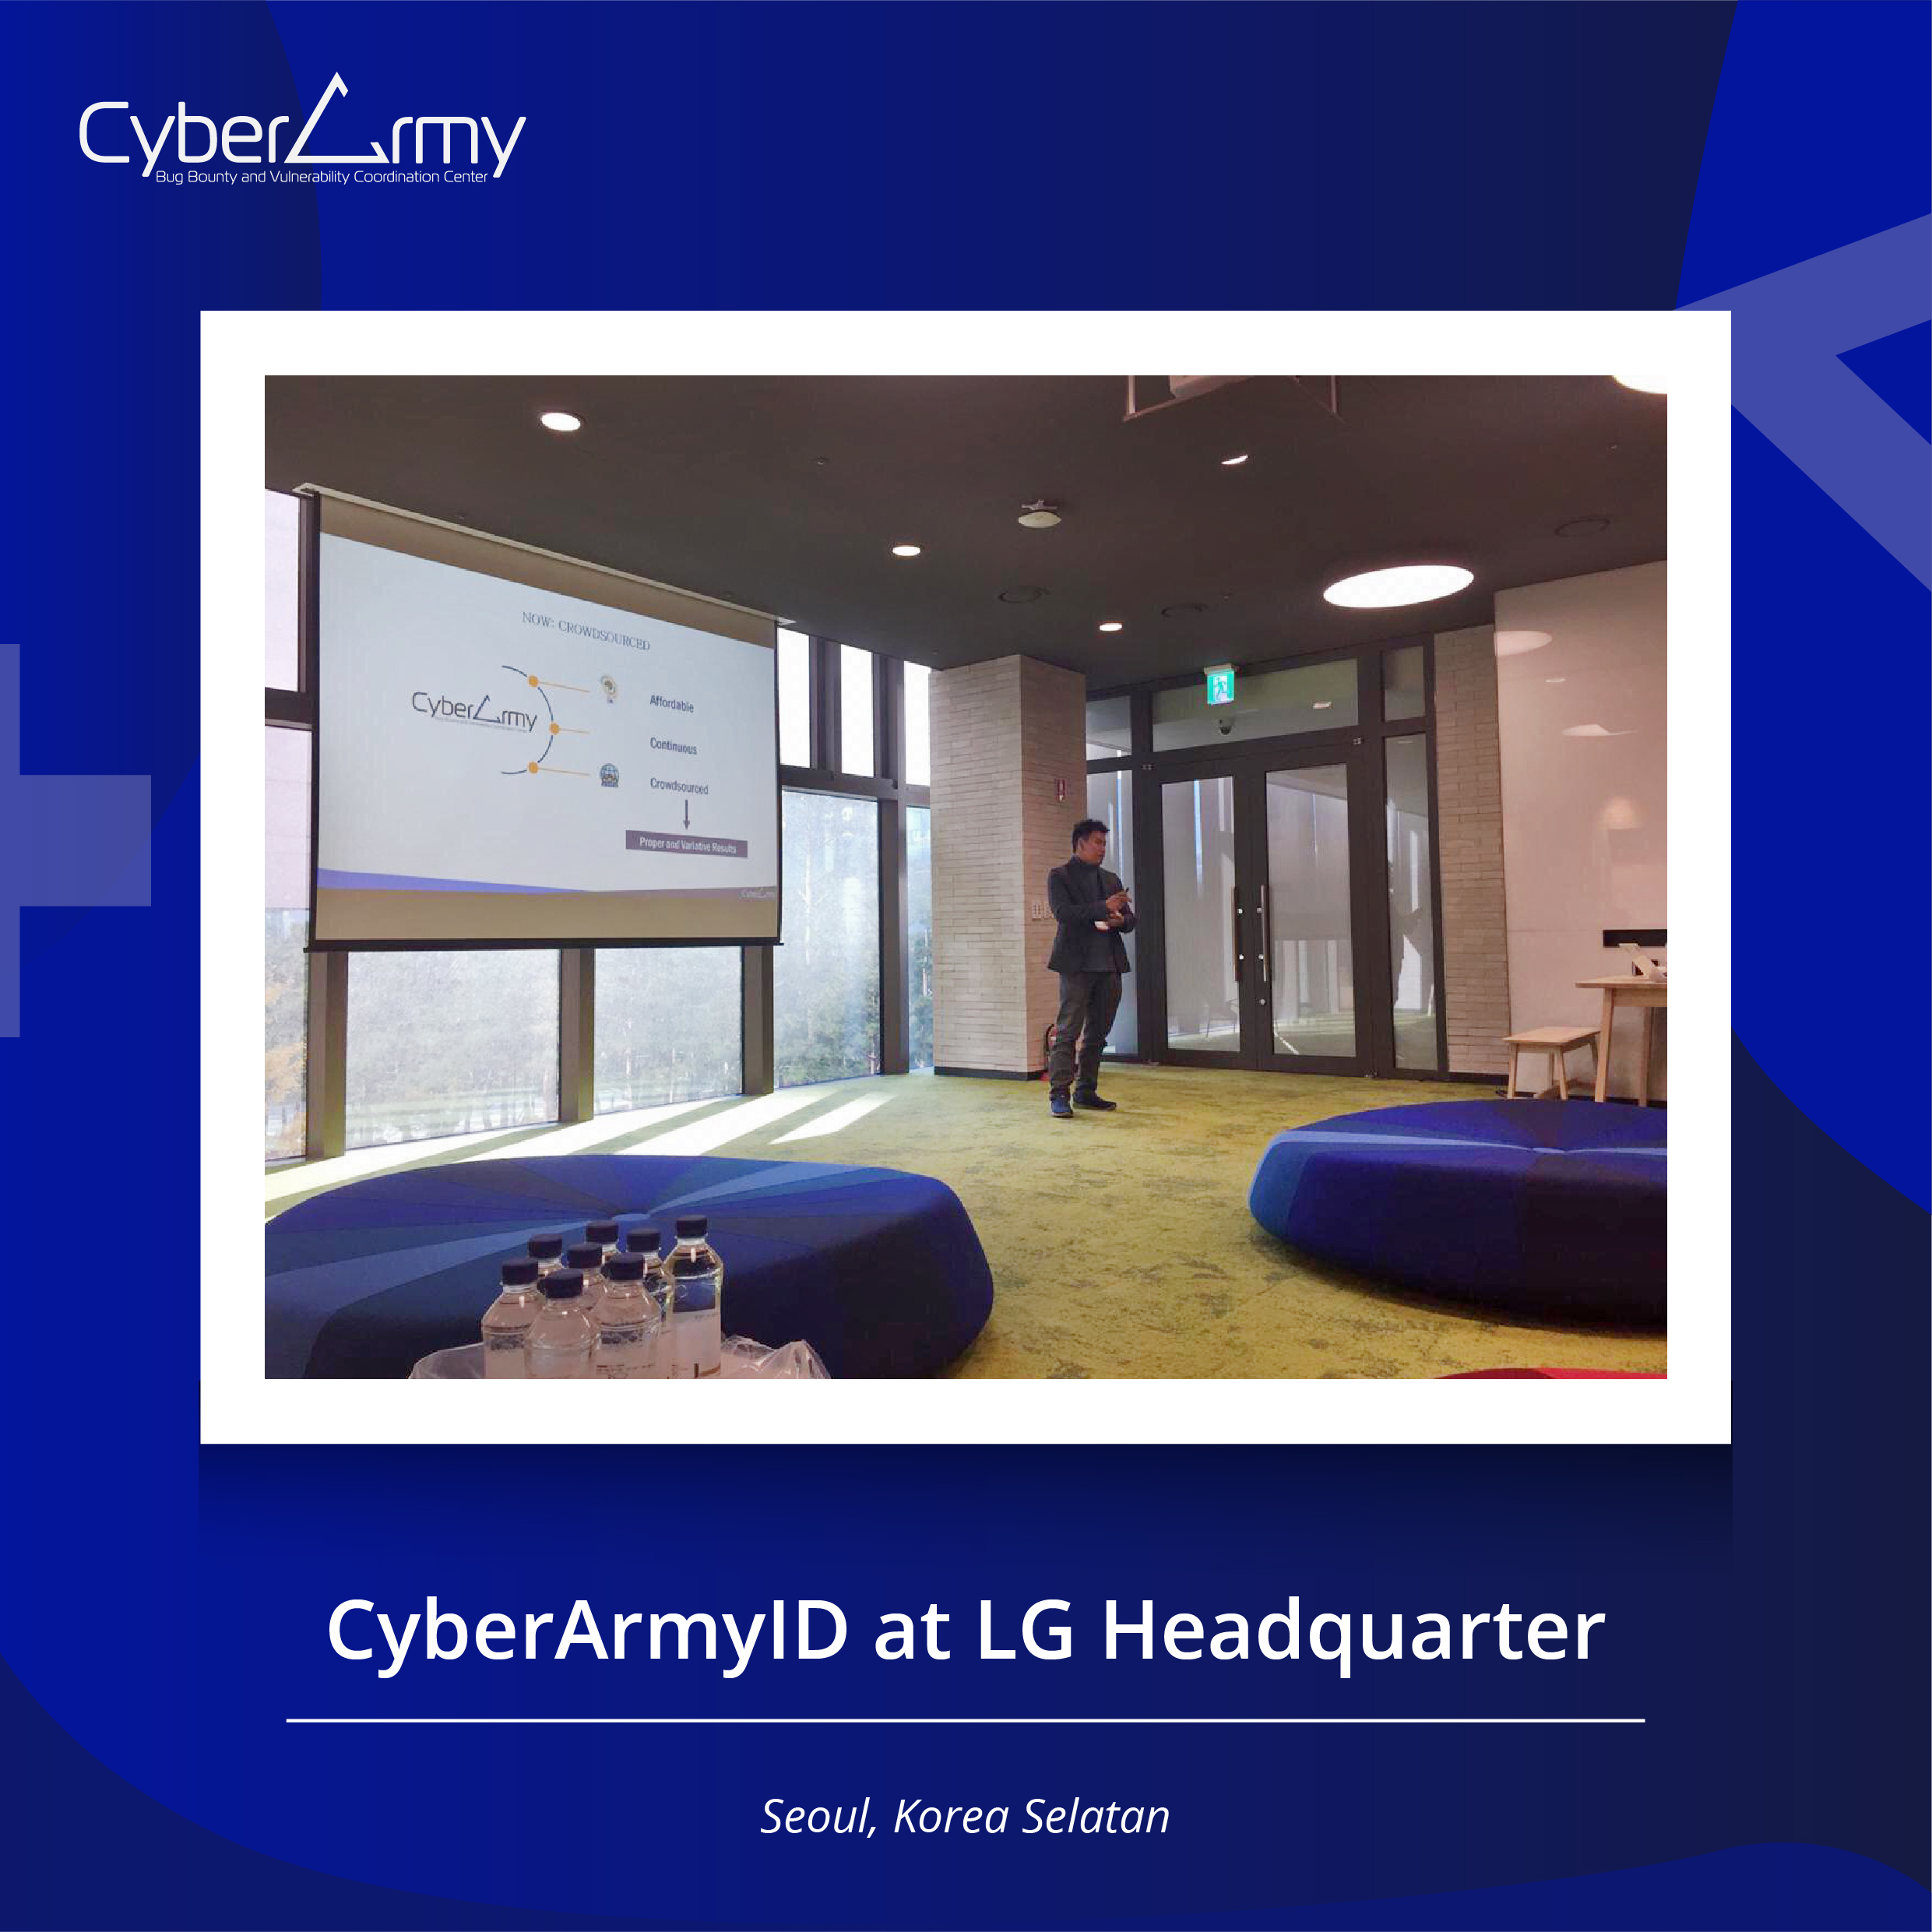 CyberArmy
Bug Bounty and Vulnerability Coordination Center
NOW: CROWDSOURCED
CyberArmy
Affordable
Continuous
Crowdsourced
Proper and Variative Results
CyberArmy
CyberArmyID at LG Headquarter
Seoul, Korea Selatan